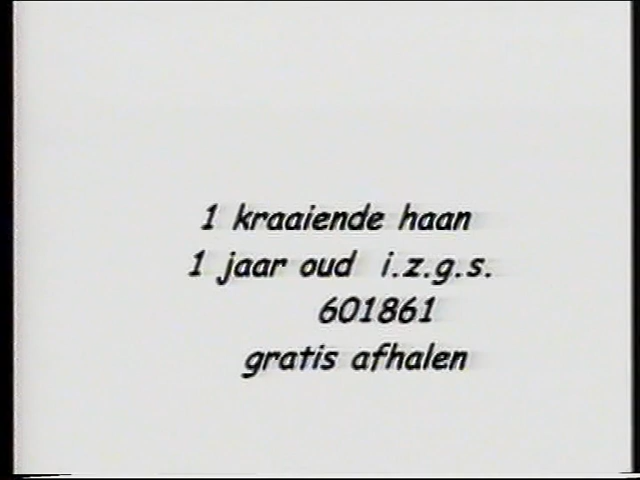 1 kraaiende haan
1 jaar oud i.z.g.s.
601861
gratis afhalen